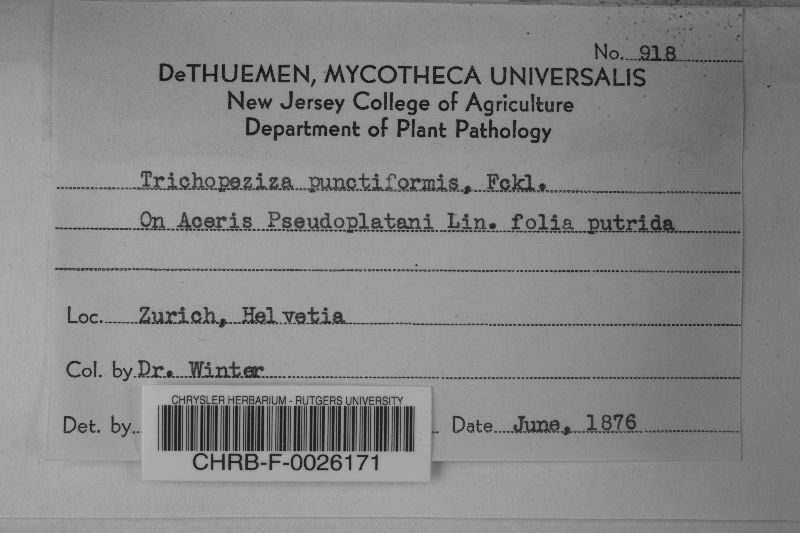 No. 918
DeTHUEMEN, MYCOTHECA UNIVERSALIS
New Jersey College of Agriculture
Department of Plant Pathology
Trichopeziza punctiformis, Fckl.
On Aceris Pseudoplatani Lin. folia putrida
Loc. Zurich, Helvetia
Col. by Dr. Winter
Det. by
Date June, 1876
CHRYSLER HERBARIUM - RUTGERS UNIVERSITY
CHRB-F-0026171